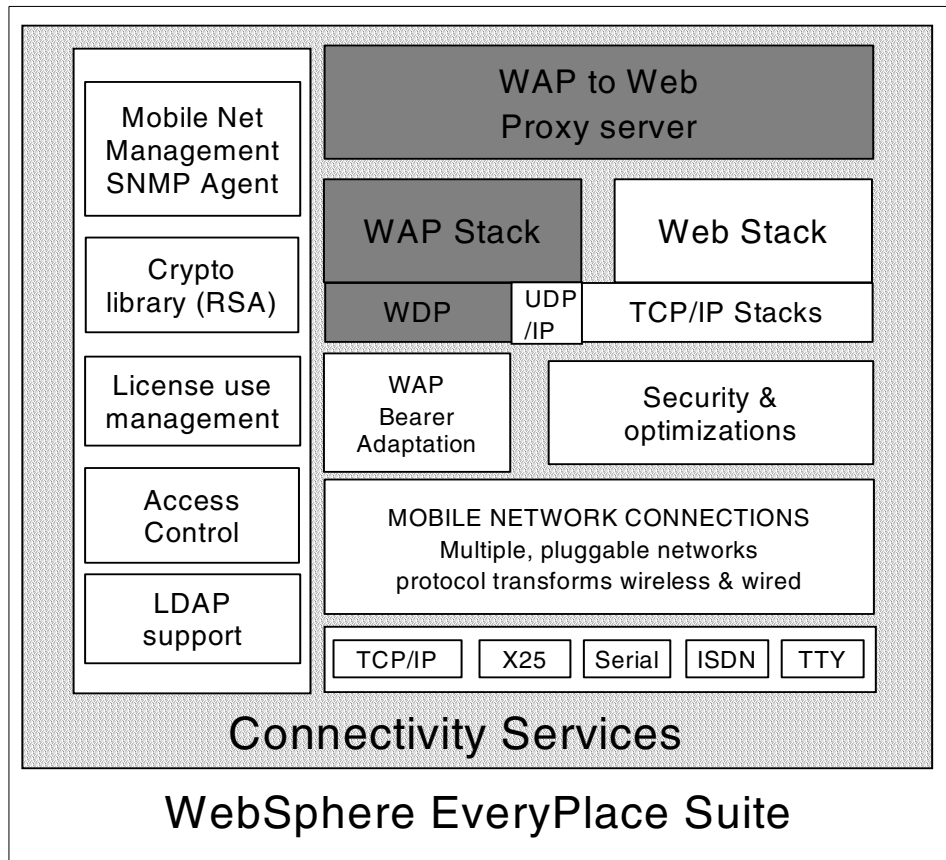 Mobile Net
Management
SNMP Agent
Crypto
library (RSA)
License use
management
Access
Control
LDAP
support
WAP to Web
Proxy server
WAP Stack
Web Stack
WDP
UDP
/IP
TCP/IP Stacks
WAP
Bearer
Adaptation
Security &
optimizations
MOBILE NETWORK CONNECTIONS
Multiple, pluggable networks
protocol transforms wireless & wired
TCP/IP
X25
Serial
ISDN
TTY
Connectivity Services
WebSphere EveryPlace Suite